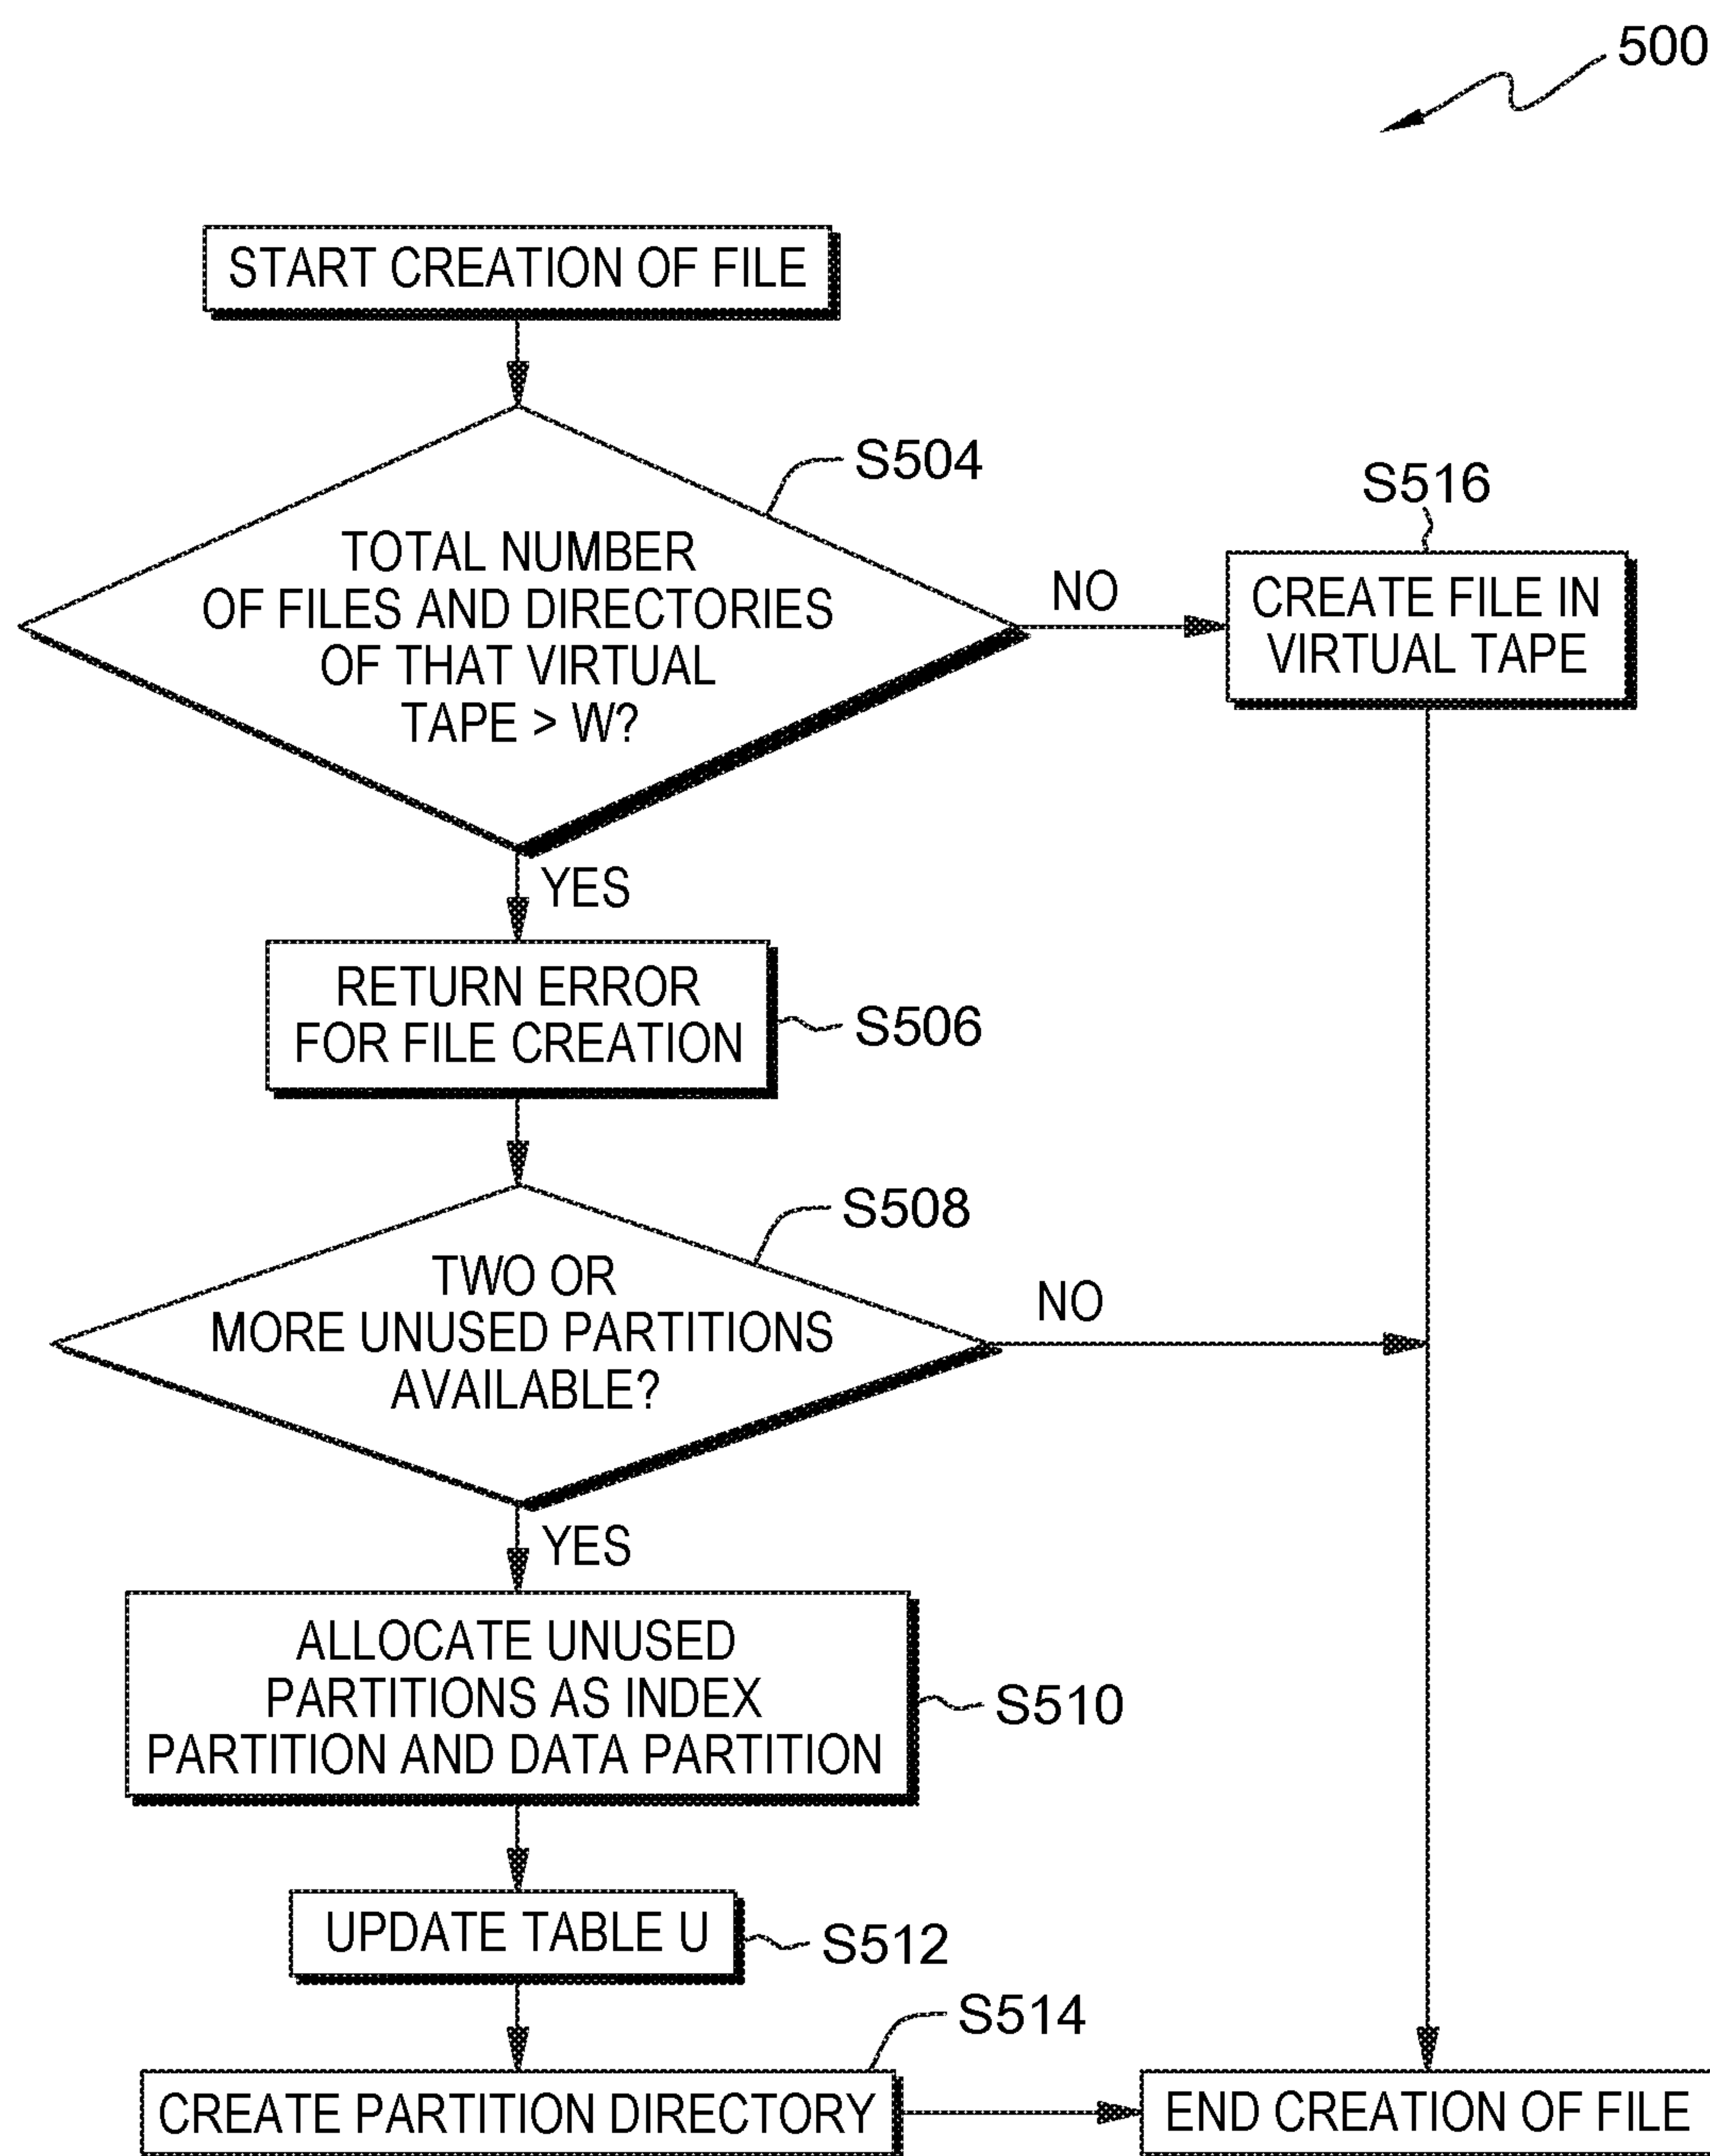 500
START CREATION OF FILE
S504
TOTAL NUMBER
OF FILES AND DIRECTORIES
OF THAT VIRTUAL
TAPE > W?
NO
S516
CREATE FILE IN
VIRTUAL TAPE
YES
RETURN ERROR
FOR FILE CREATION
S506
S508
TWO OR
MORE UNUSED PARTITIONS
AVAILABLE?
NO
YES
ALLOCATE UNUSED
PARTITIONS AS INDEX
PARTITION AND DATA PARTITION
S510
UPDATE TABLE U
S512
S514
CREATE PARTITION DIRECTORY
END CREATION OF FILE